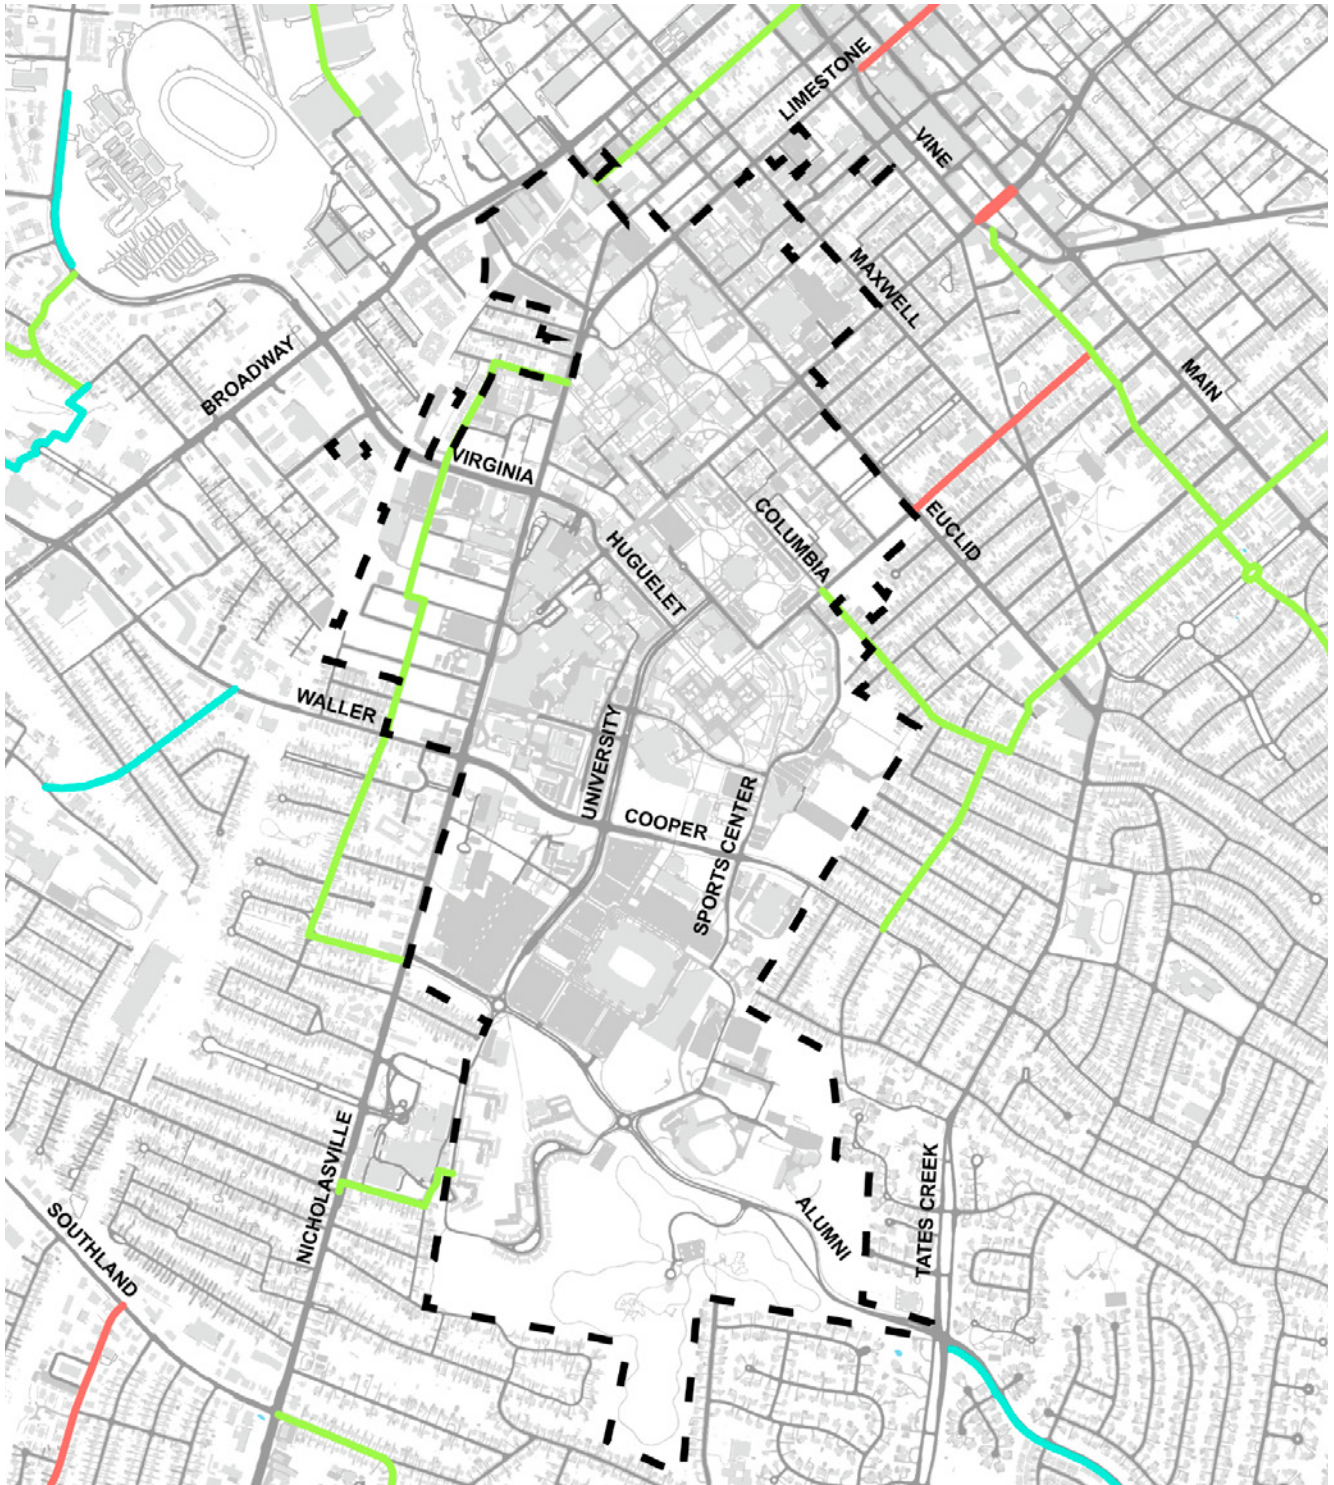 LIMESTONE
VINE
MAXWELL
BROADWAY
MAIN
VIRGINIA
COLUMBIA
EUCLID
HUGUELET
WALLER
UNIVERSITY
COOPER
SPORTS CENTER
NICHOLASVILLE
TATES CREEK
ALUMNI
SOUTHLAND